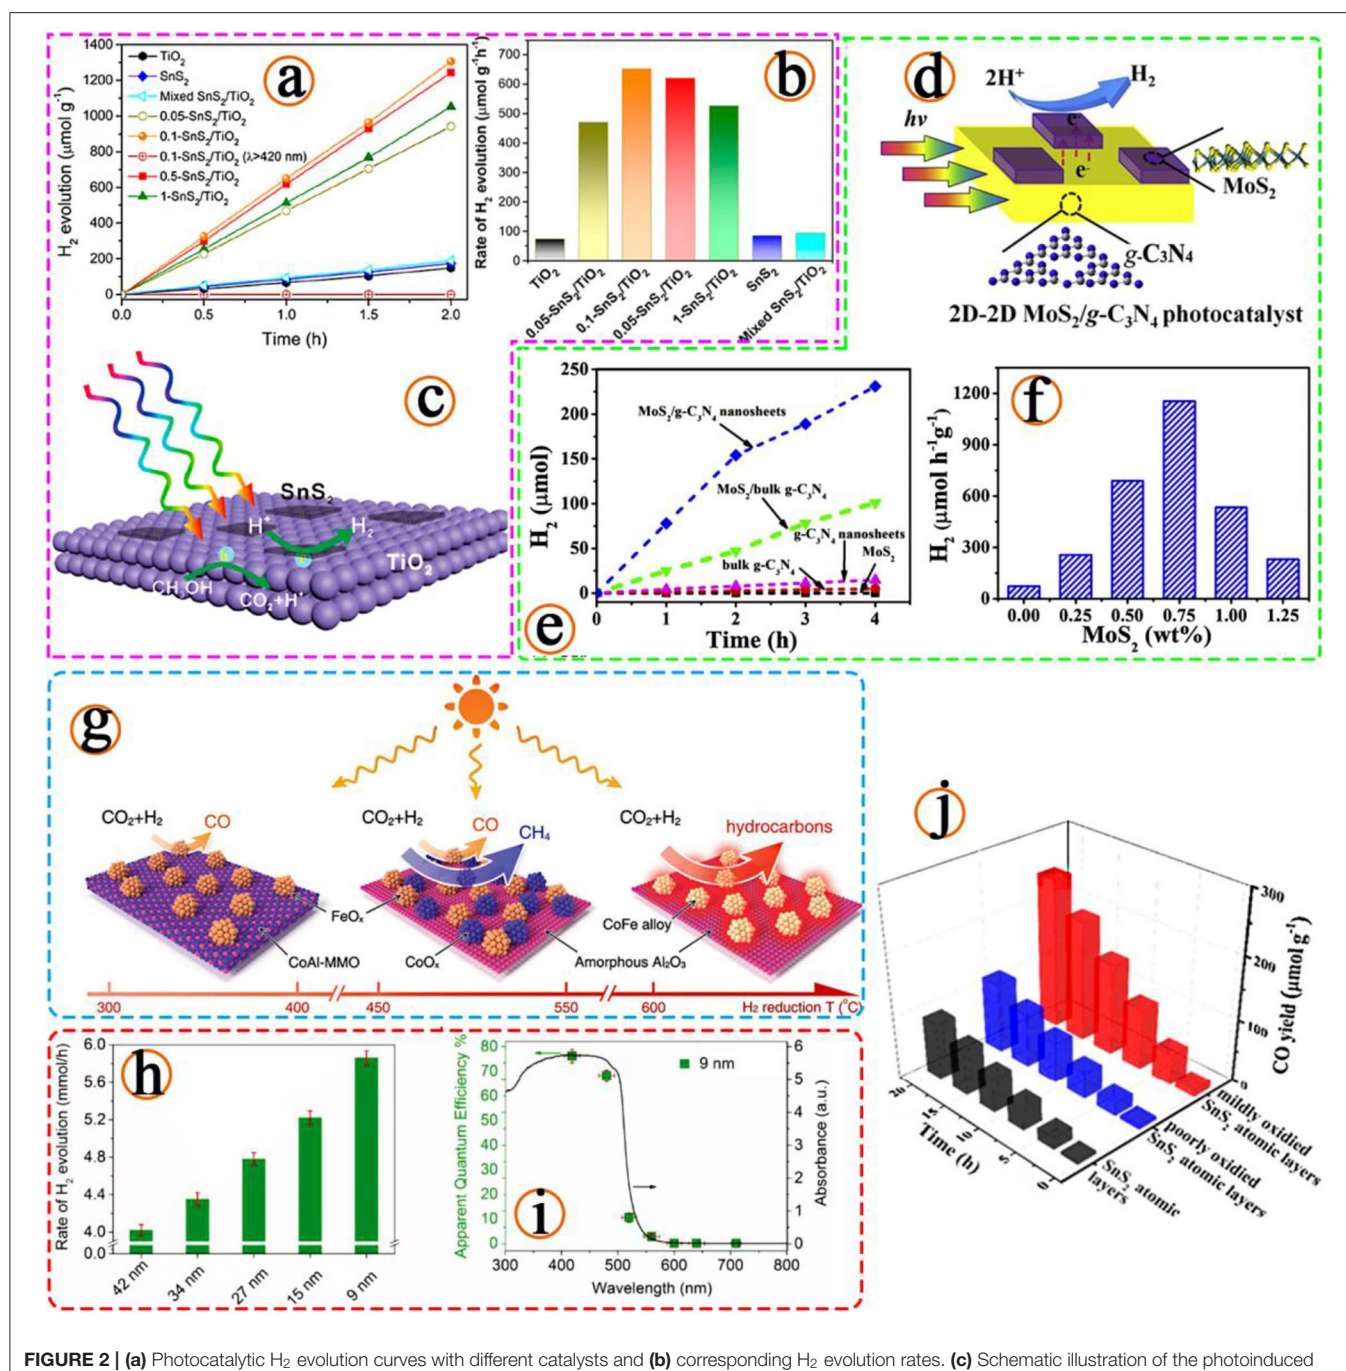 a
H2 evolution (μmol g-1)
1400
1200
1000
800
600
400
200
0
TiO2
SnS2
Mixed SnS2/TiO2
0.05-SnS2/TiO2
0.1-SnS2/TiO2
0.1-SnS2/TiO2 (λ>420 nm)
0.5-SnS2/TiO2
1-SnS2/TiO2
0.0 0.5 1.0 1.5 2.0
Time (h)
b
Rate of H2 evolution (μmol g-1h-1)
700
600
500
400
300
200
100
0
TiO2
0.05-SnS2/TiO2
0.1-SnS2/TiO2
0.05-SnS2/TiO2
1-SnS2/TiO2
SnS2
Mixed SnS2/TiO2
c
SnS2
H+
H2
h
TiO2
CH3OH
CO2+H+
d
2H+
H2
hν
e-
e-
MoS2
g-C3N4
2D-2D MoS2/g-C3N4 photocatalyst
e
H2 (μmol)
250
200
150
100
50
0
MoS2/g-C3N4 nanosheets
MoS2/bulk g-C3N4
g-C3N4 nanosheets
MoS2
bulk g-C3N4
0 1 2 3 4
Time (h)
f
H2 (μmol h-1g-1)
1200
900
600
300
0
0.00 0.25 0.50 0.75 1.00 1.25
MoS2 (wt%)
g
CO2+H2
CO
CO2+H2
CO
CH4
CO2+H2
hydrocarbons
FeOx
CoAl-MMO
CoOx
CoFe alloy
Amorphous Al2O3
300 400 450 550 600 H2 reduction T (°C)
h
Rate of H2 evolution (mmol/h)
6.0
5.6
5.2
4.8
4.4
4.0
0.0
42 nm
34 nm
27 nm
15 nm
9 nm
i
Apparent Quantum Efficiency %
80
70
60
50
40
30
20
10
0
9 nm
6
5
4
3
2
1
0
Absorbance (a.u.)
300 400 500 600 700 800
Wavelength (nm)
j
300
200
100
0
CO yield (μmol g-1)
20
15
10
5
0
Time (h)
mildly oxidied
SnS2 atomic layers
poorly oxidied
SnS2 atomic layers
SnS2 atomic
layers
FIGURE 2 | (a) Photocatalytic H2 evolution curves with different catalysts and (b) corresponding H2 evolution rates. (c) Schematic illustration of the photoinduced